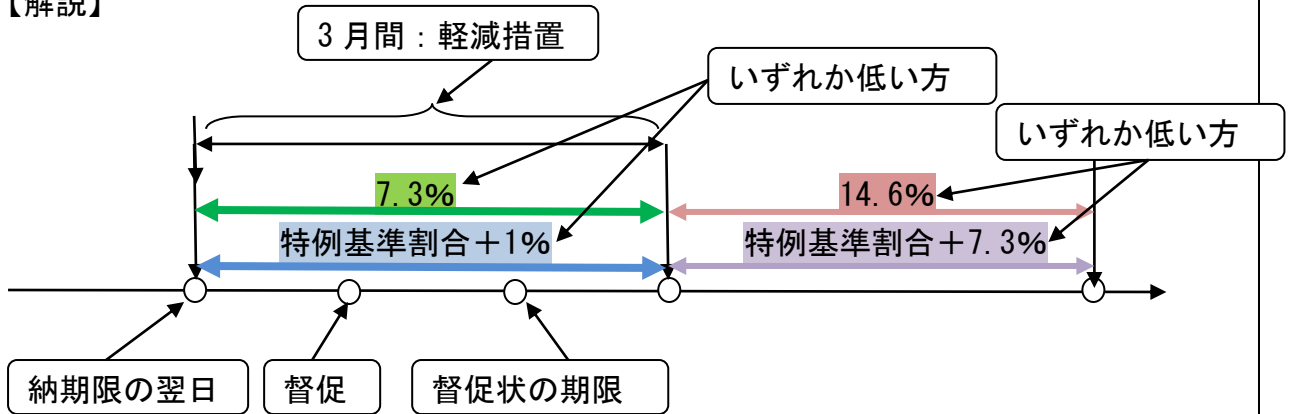 【解説】
3月間：軽減措置
いずれか低い方
いずれか低い方
7.3%
14.6%
特例基準割合＋1%
特例基準割合＋7.3%
納期限の翌日
督促
督促状の期限